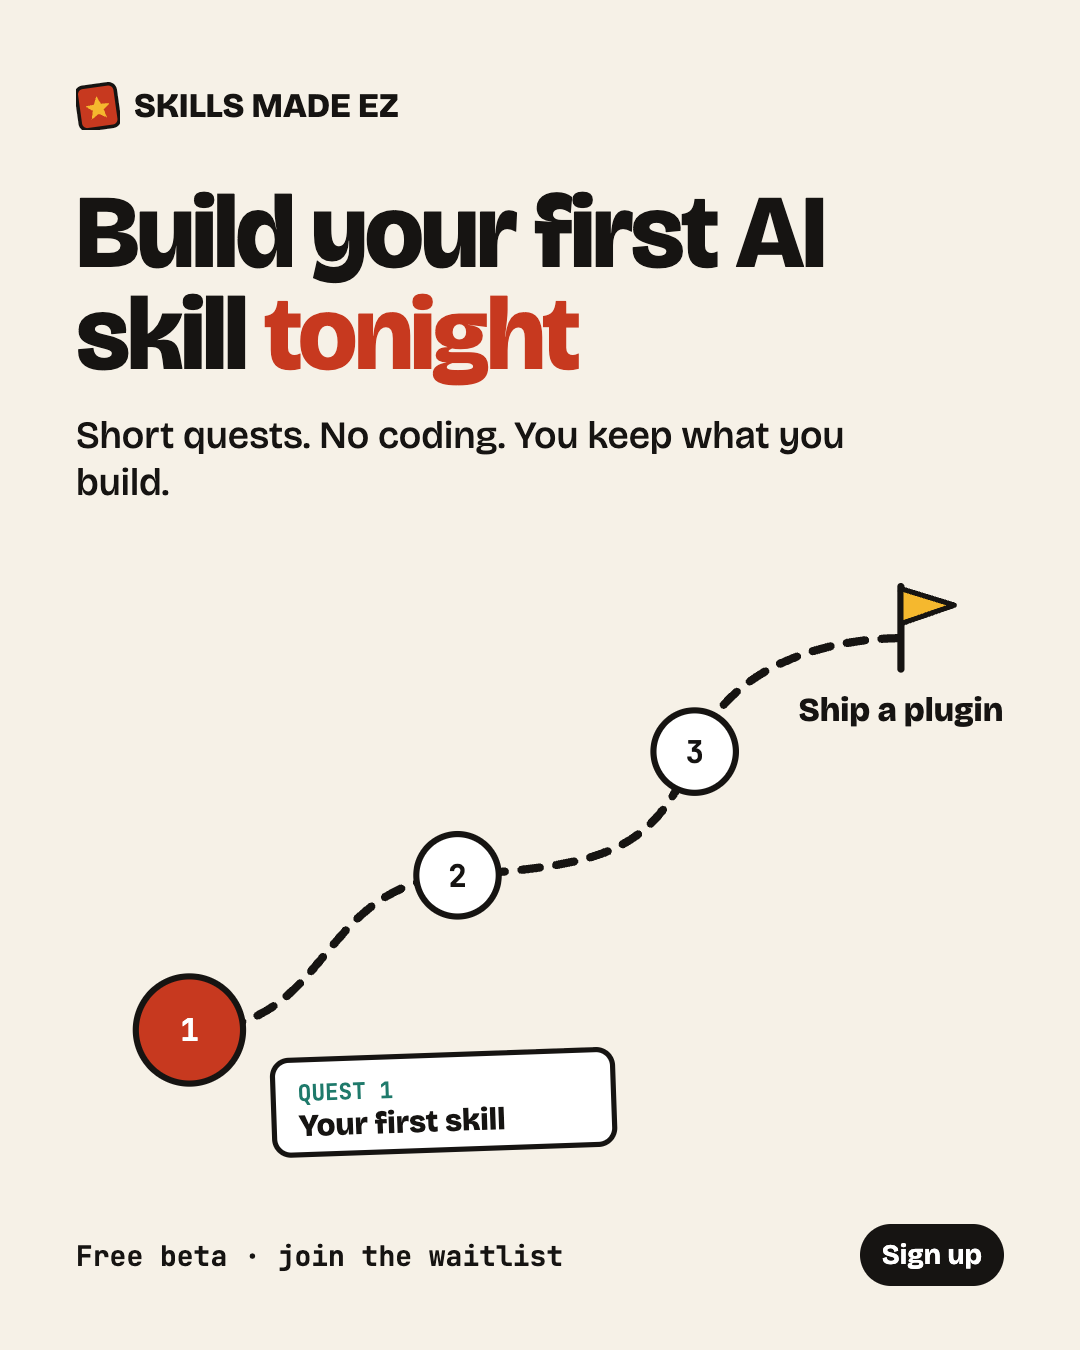 SKILLS MADE EZ
Build your first AI
skill tonight
Short quests. No coding. You keep what you
build.
Ship a plugin
3
2
1
QUEST 1
Your first skill
Free beta · join the waitlist
Sign up